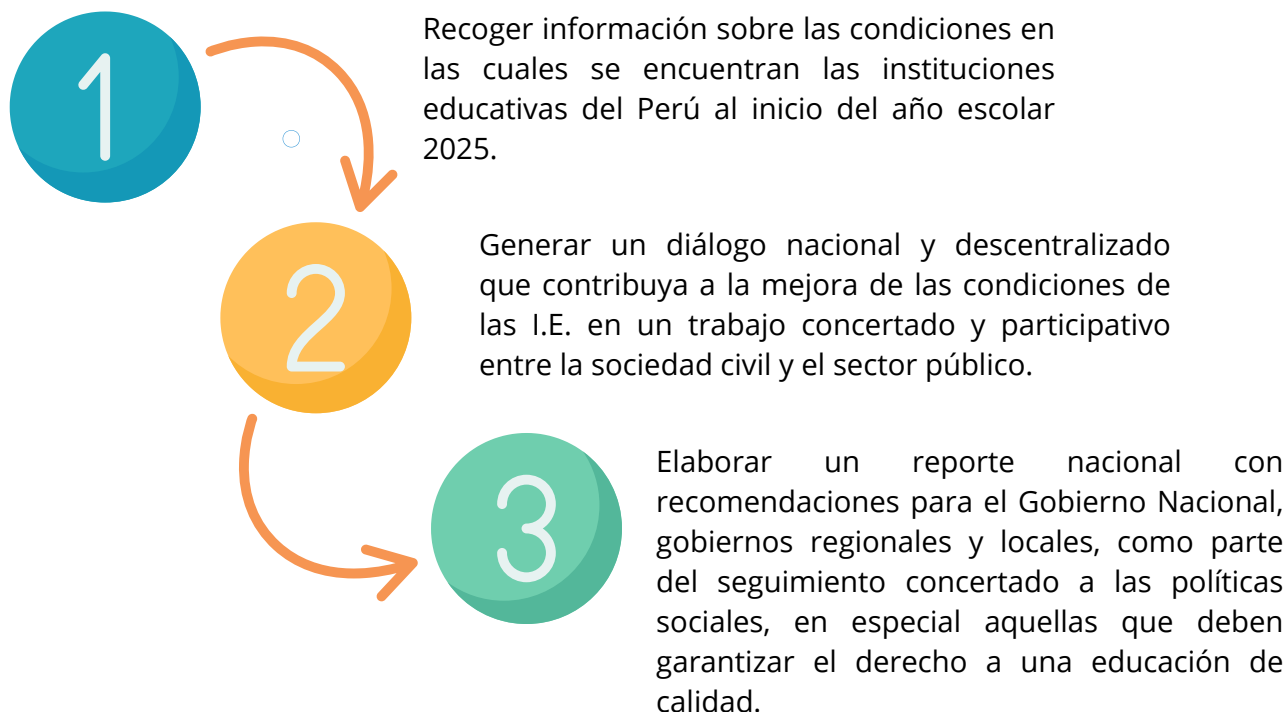 1
Recoger información sobre las condiciones en
las cuales se encuentran las instituciones
educativas del Perú al inicio del año escolar
2025.
2
Generar un diálogo nacional y descentralizado
que contribuya a la mejora de las condiciones de
las I.E. en un trabajo concertado y participativo
entre la sociedad civil y el sector público.
3
Elaborar un reporte nacional con
recomendaciones para el Gobierno Nacional,
gobiernos regionales y locales, como parte
del seguimiento concertado a las políticas
sociales, en especial aquellas que deben
garantizar el derecho a una educación de
calidad.